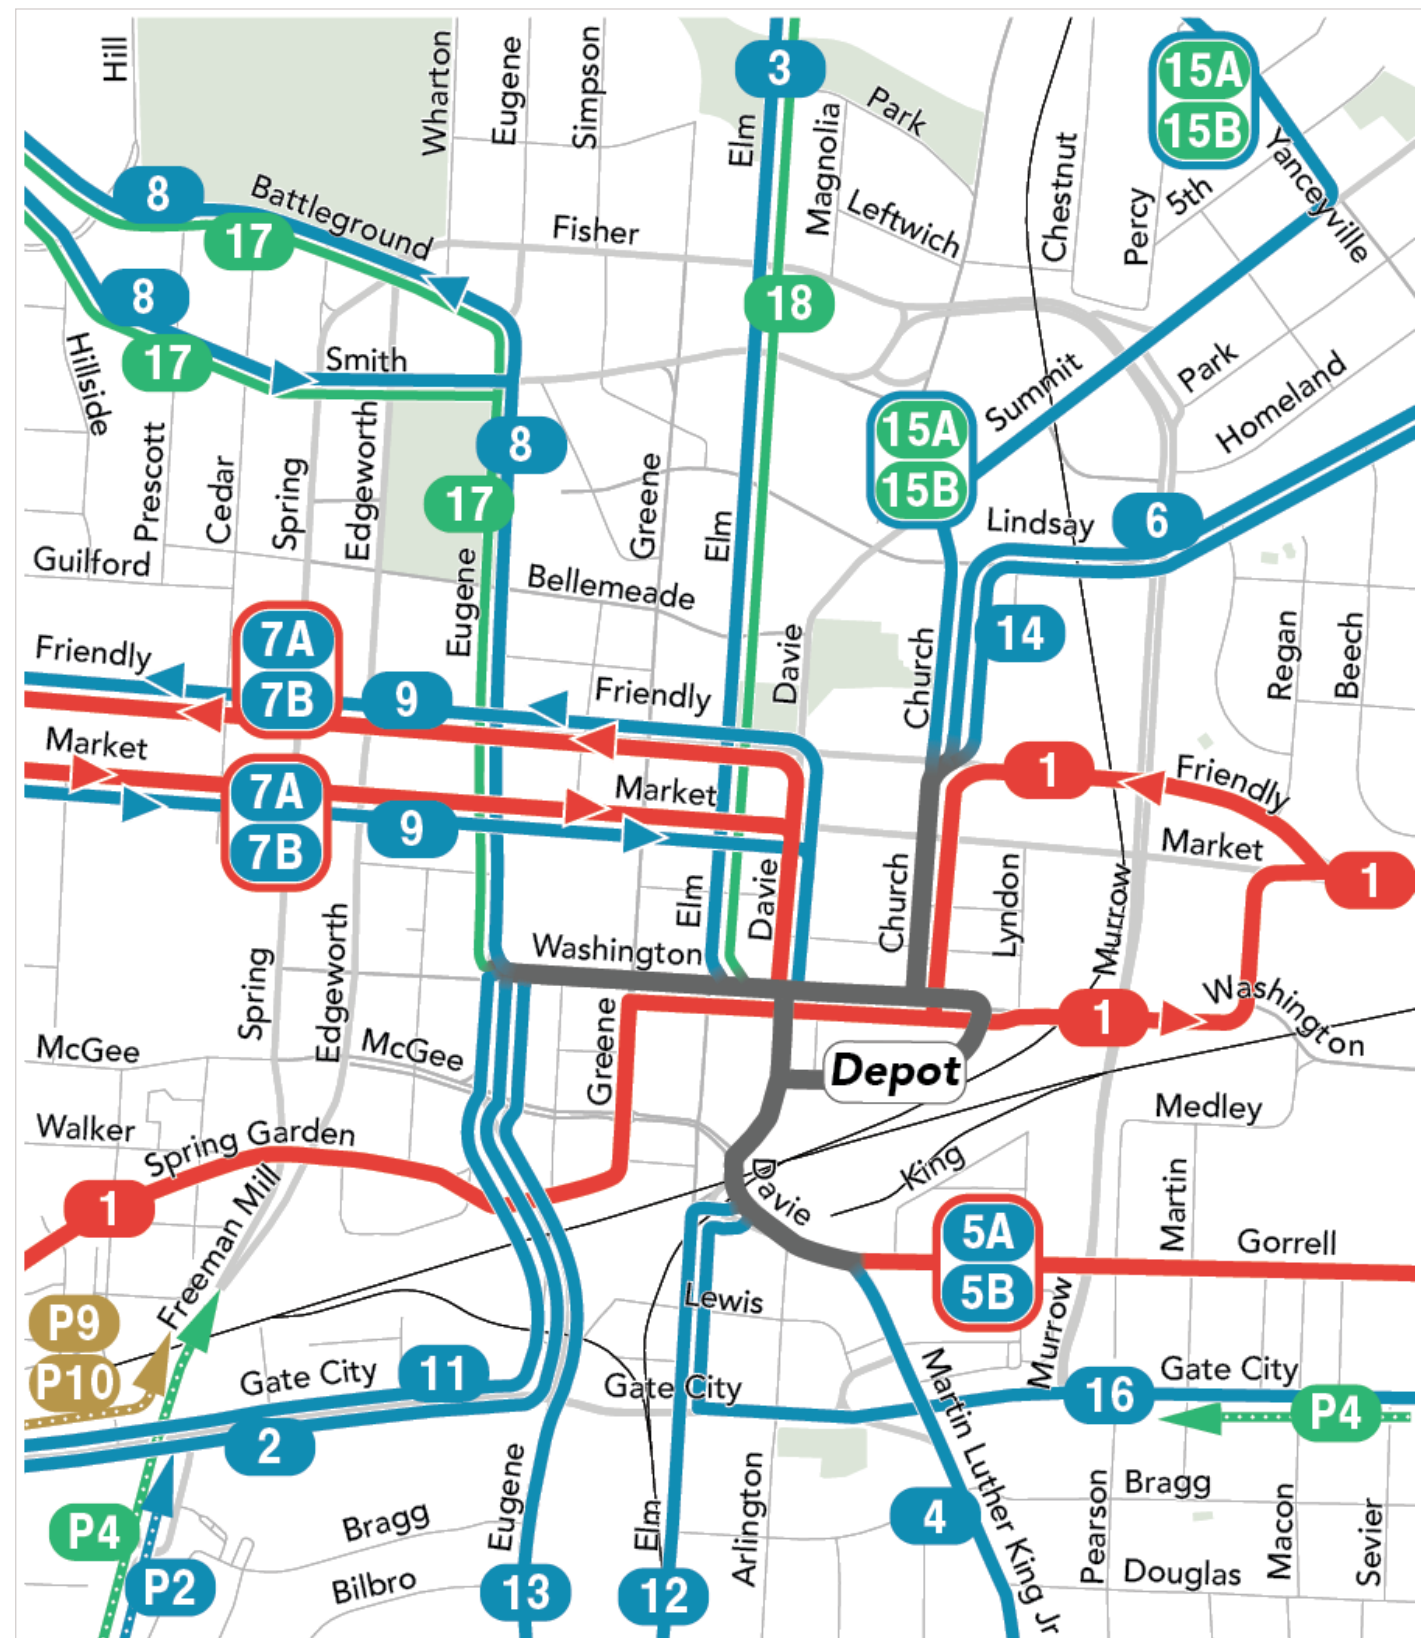 Hill
Wharton
Eugene
Simpson
3
Elm
Magnolia
Park
Leftwich
Chestnut
Percy
15A
15B
5th
Yanceyville
8
Battleground
17
Fisher
8
17
Smith
18
Hillside
Prescott
Cedar
Spring
Edgeworth
8
17
Greene
Elm
15A
15B
Summit
Park
Homeland
Lindsay
6
Guilford
Eugene
Bellemeade
Davie
Church
14
Regan
Beech
Friendly
7A
7B
9
Friendly
Market
7A
7B
9
Market
1
Friendly
Market
1
Elm
Davie
Church
Lyndon
Murrow
Spring
Edgeworth
Washington
Washington
1
McGee
McGee
Greene
Depot
Walker
Spring Garden
Medley
1
Freeman Mill
Davie
King
Martin
5A
5B
Gorrell
P9
P10
Lewis
Murrow
Gate City
11
Gate City
16
Gate City
P4
2
Martin Luther King Jr
P4
Bragg
Eugene
Elm
Arlington
4
Pearson
Bragg
Macon
Sevier
P2
Bilbro
13
12
Douglas